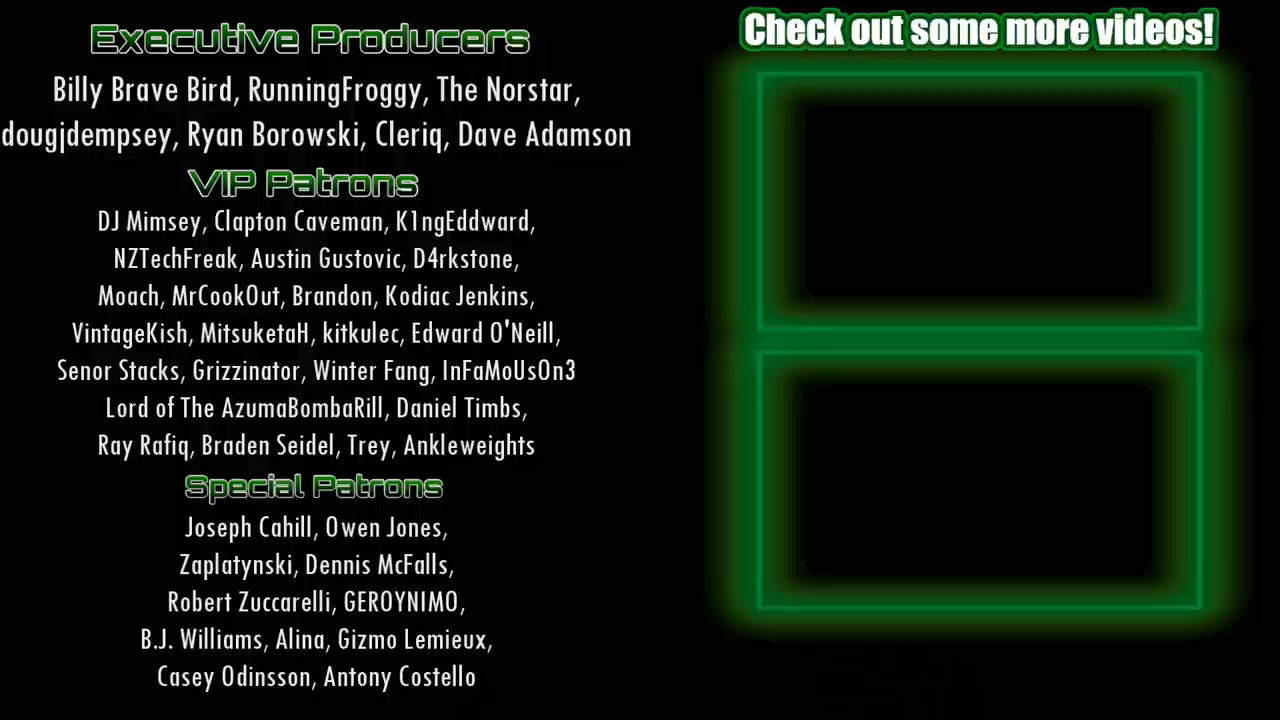 Executive Producers
Billy Brave Bird, RunningFroggy, The Norstar,
dougjdempsey, Ryan Borowski, Cleriq, Dave Adamson
VIP Patrons
DJ Mimsey, Clapton Caveman, K1ngEddward,
NZTechFreak, Austin Gustovic, D4rkstone,
Moach, MrCookOut, Brandon, Kodiac Jenkins,
VintageKish, MitsuketaH, kitkulec, Edward O'Neill,
Senor Stacks, Grizzinator, Winter Fang, InFaMoUsOn3
Lord of The AzumaBombaRill, Daniel Timbs,
Ray Rafiq, Braden Seidel, Trey, Ankleweights
Special Patrons
Joseph Cahill, Owen Jones,
Zaplatynski, Dennis McFalls,
Robert Zuccarelli, GEROYNIMO,
B.J. Williams, Alina, Gizmo Lemieux,
Casey Odinsson, Antony Costello
Check out some more videos!